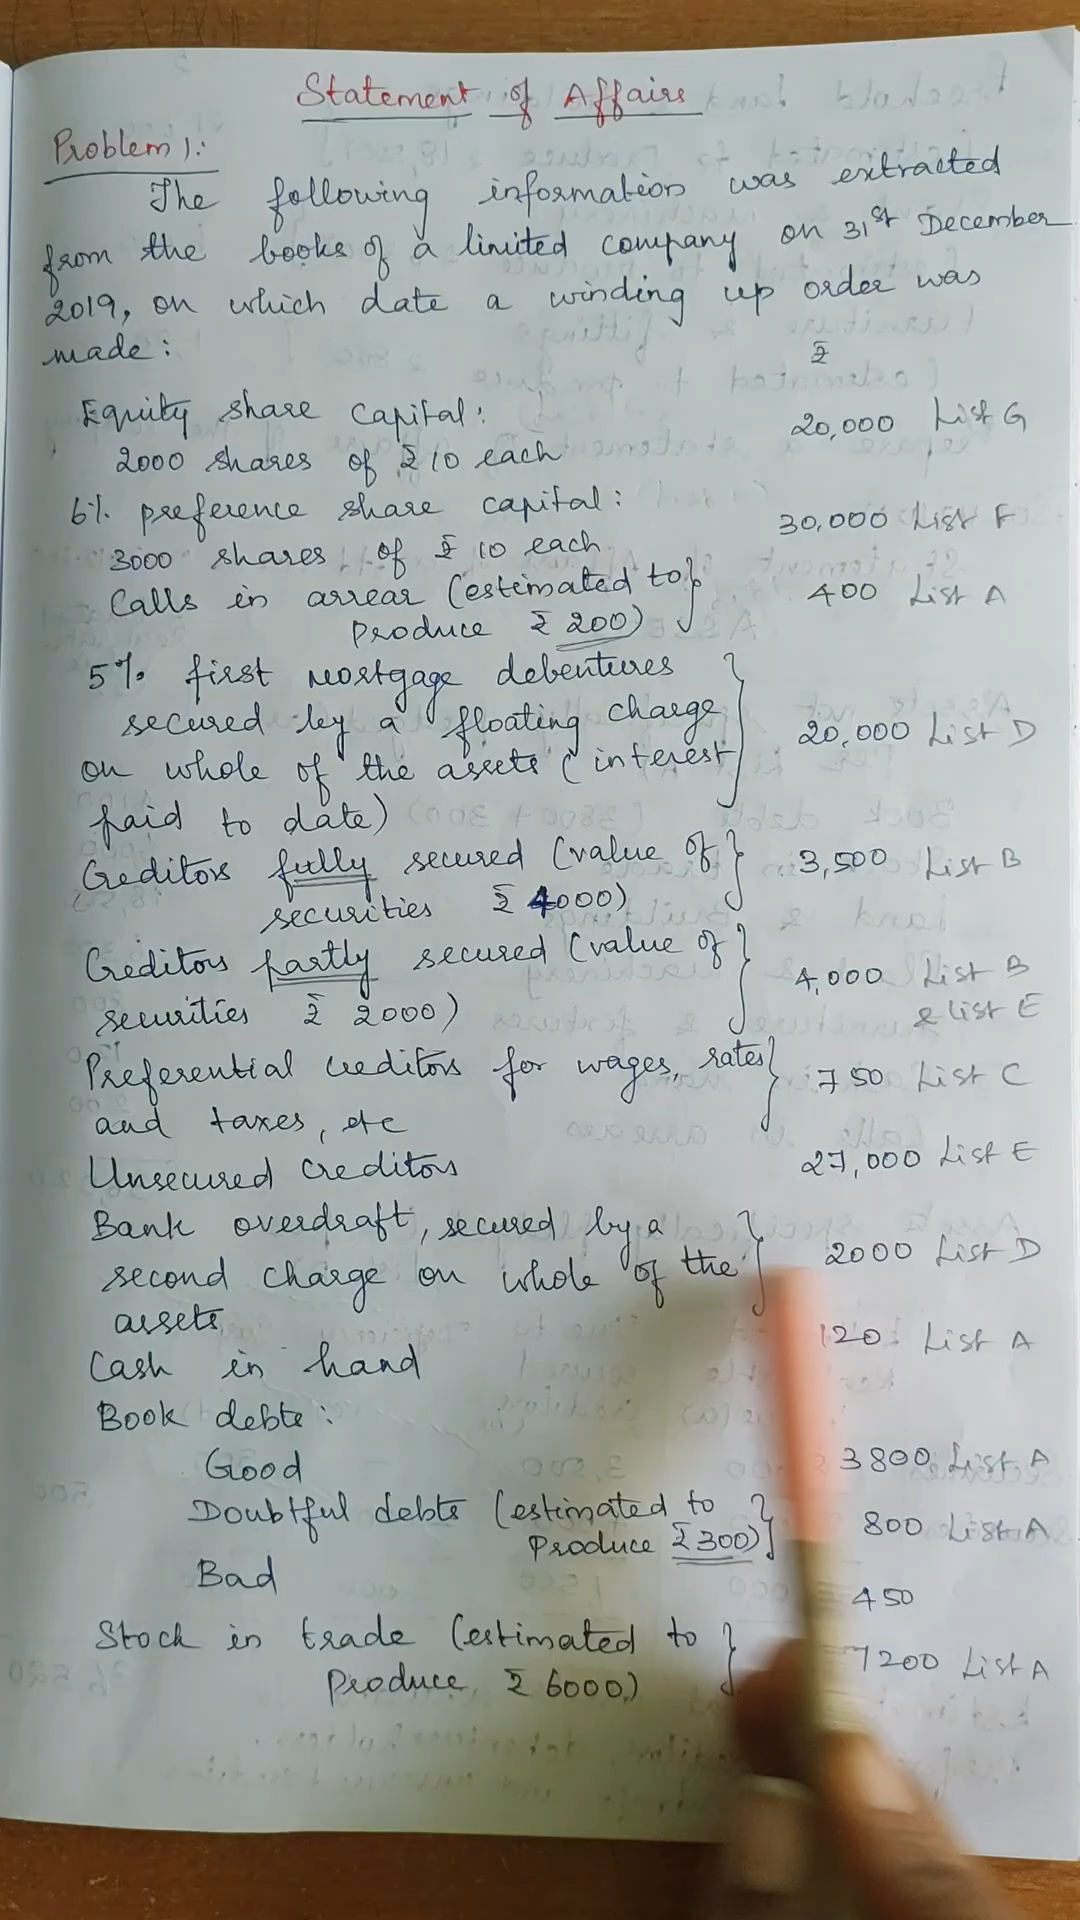 Statement of Affairs
Problem 1:
The following information was extracted
from the books of a limited company on 31st December
2019, on which date a winding up order was
made:
₹
Equity share capital:
2000 shares of ₹ 10 each 20,000 List G
6% preference share capital:
3000 shares of ₹ 10 each 30,000 List F
Calls in arrear (estimated to
produce ₹ 200) 400 List A
5% first mortgage debentures
secured by a floating charge
on whole of the assets (interest 20,000 List D
paid to date)
Creditors fully secured (value of 3,500 List B
securities ₹ 4000)
Creditors partly secured (value of 4,000 List B
securities ₹ 2000) & List E
Preferential creditors for wages, rates 750 List C
and taxes, etc
Unsecured creditors 27,000 List E
Bank overdraft, secured by a
second charge on whole of the 2000 List D
assets
Cash in hand 120 List A
Book debts:
Good 3800 List A
Doubtful debts (estimated to 800 List A
produce ₹ 300)
Bad 450
Stock in trade (estimated to 7200 List A
produce ₹ 6000)